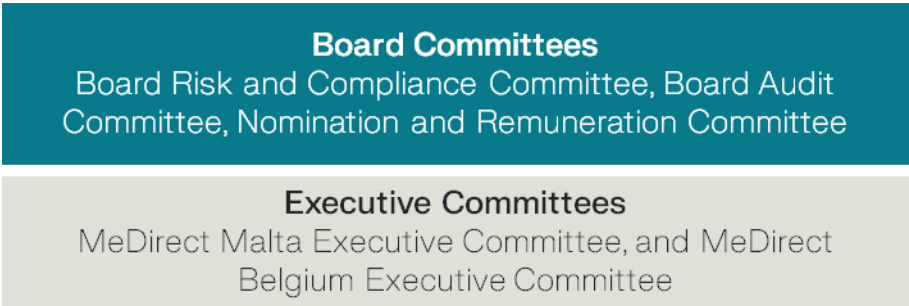 Board Committees
Board Risk and Compliance Committee, Board Audit
Committee, Nomination and Remuneration Committee
Executive Committees
MeDirect Malta Executive Committee, and MeDirect
Belgium Executive Committee